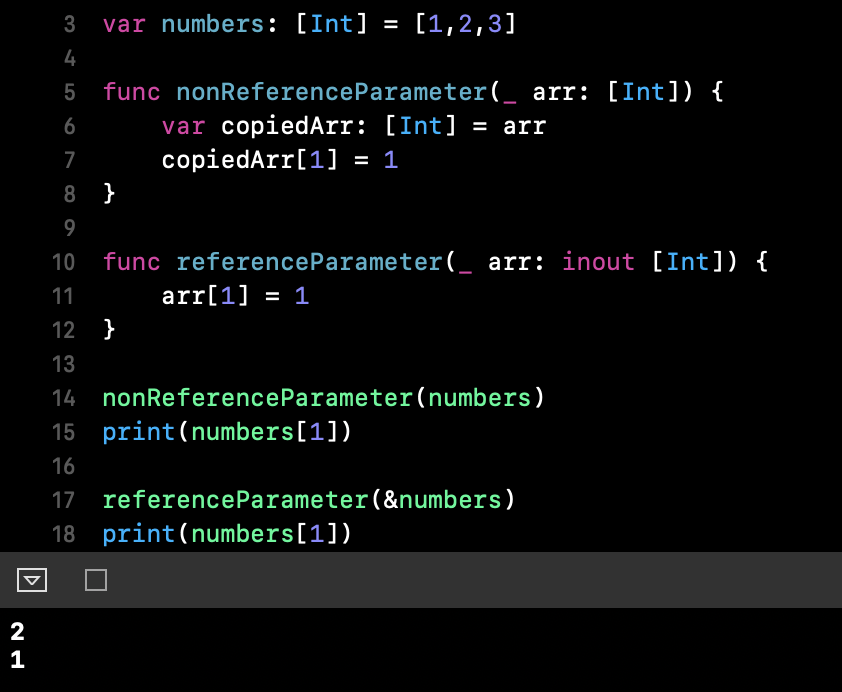 3 var numbers: [Int] = [1,2,3]
4
5 func nonReferenceParameter(_ arr: [Int]) {
6     var copiedArr: [Int] = arr
7     copiedArr[1] = 1
8 }
9
10 func referenceParameter(_ arr: inout [Int]) {
11     arr[1] = 1
12 }
13
14 nonReferenceParameter(numbers)
15 print(numbers[1])
16
17 referenceParameter(&numbers)
18 print(numbers[1])
2
1